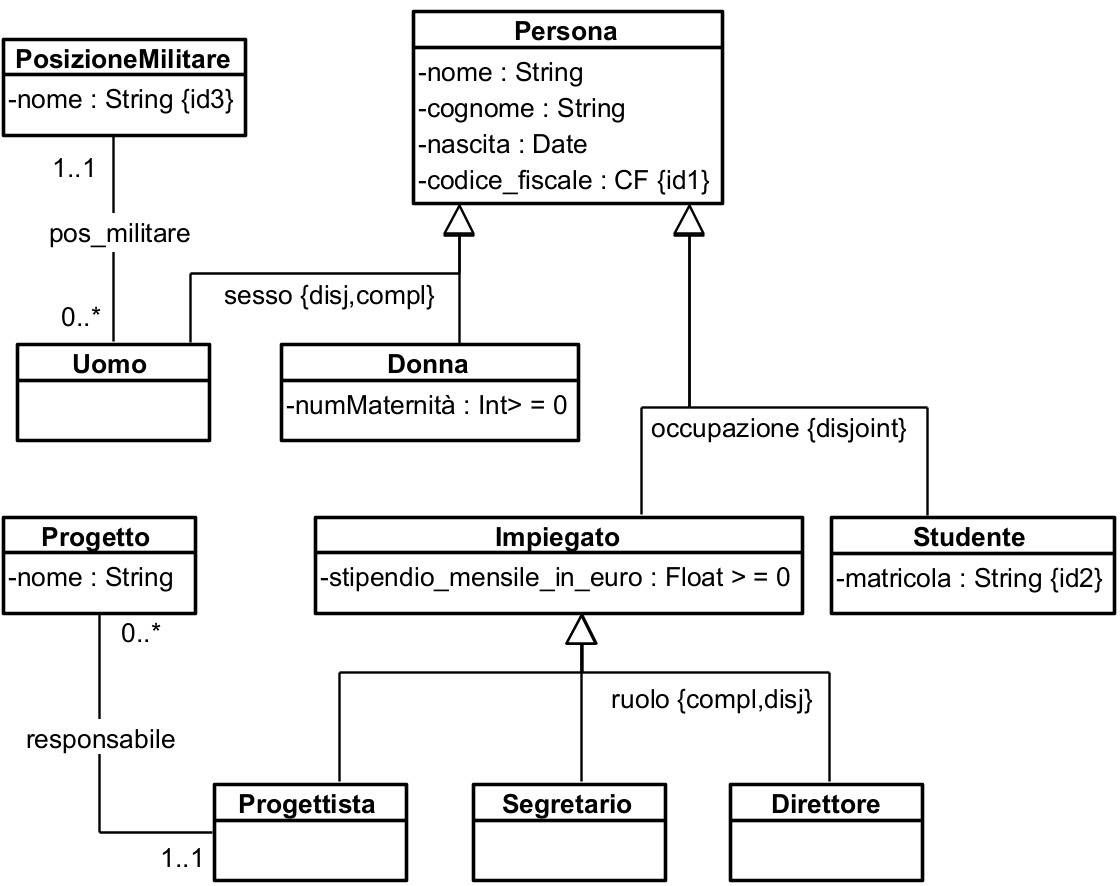 Persona
-nome : String
-cognome : String
-nascita : Date
-codice_fiscale : CF {id1}
PosizioneMilitare
-nome : String {id3}
1..1
pos_militare
0..*
sesso {disj,compl}
Uomo
Donna
-numMaternità : Int> = 0
occupazione {disjoint}
Progetto
-nome : String
Impiegato
-stipendio_mensile_in_euro : Float > = 0
Studente
-matricola : String {id2}
0..*
responsabile
1..1
ruolo {compl,disj}
Progettista
Segretario
Direttore